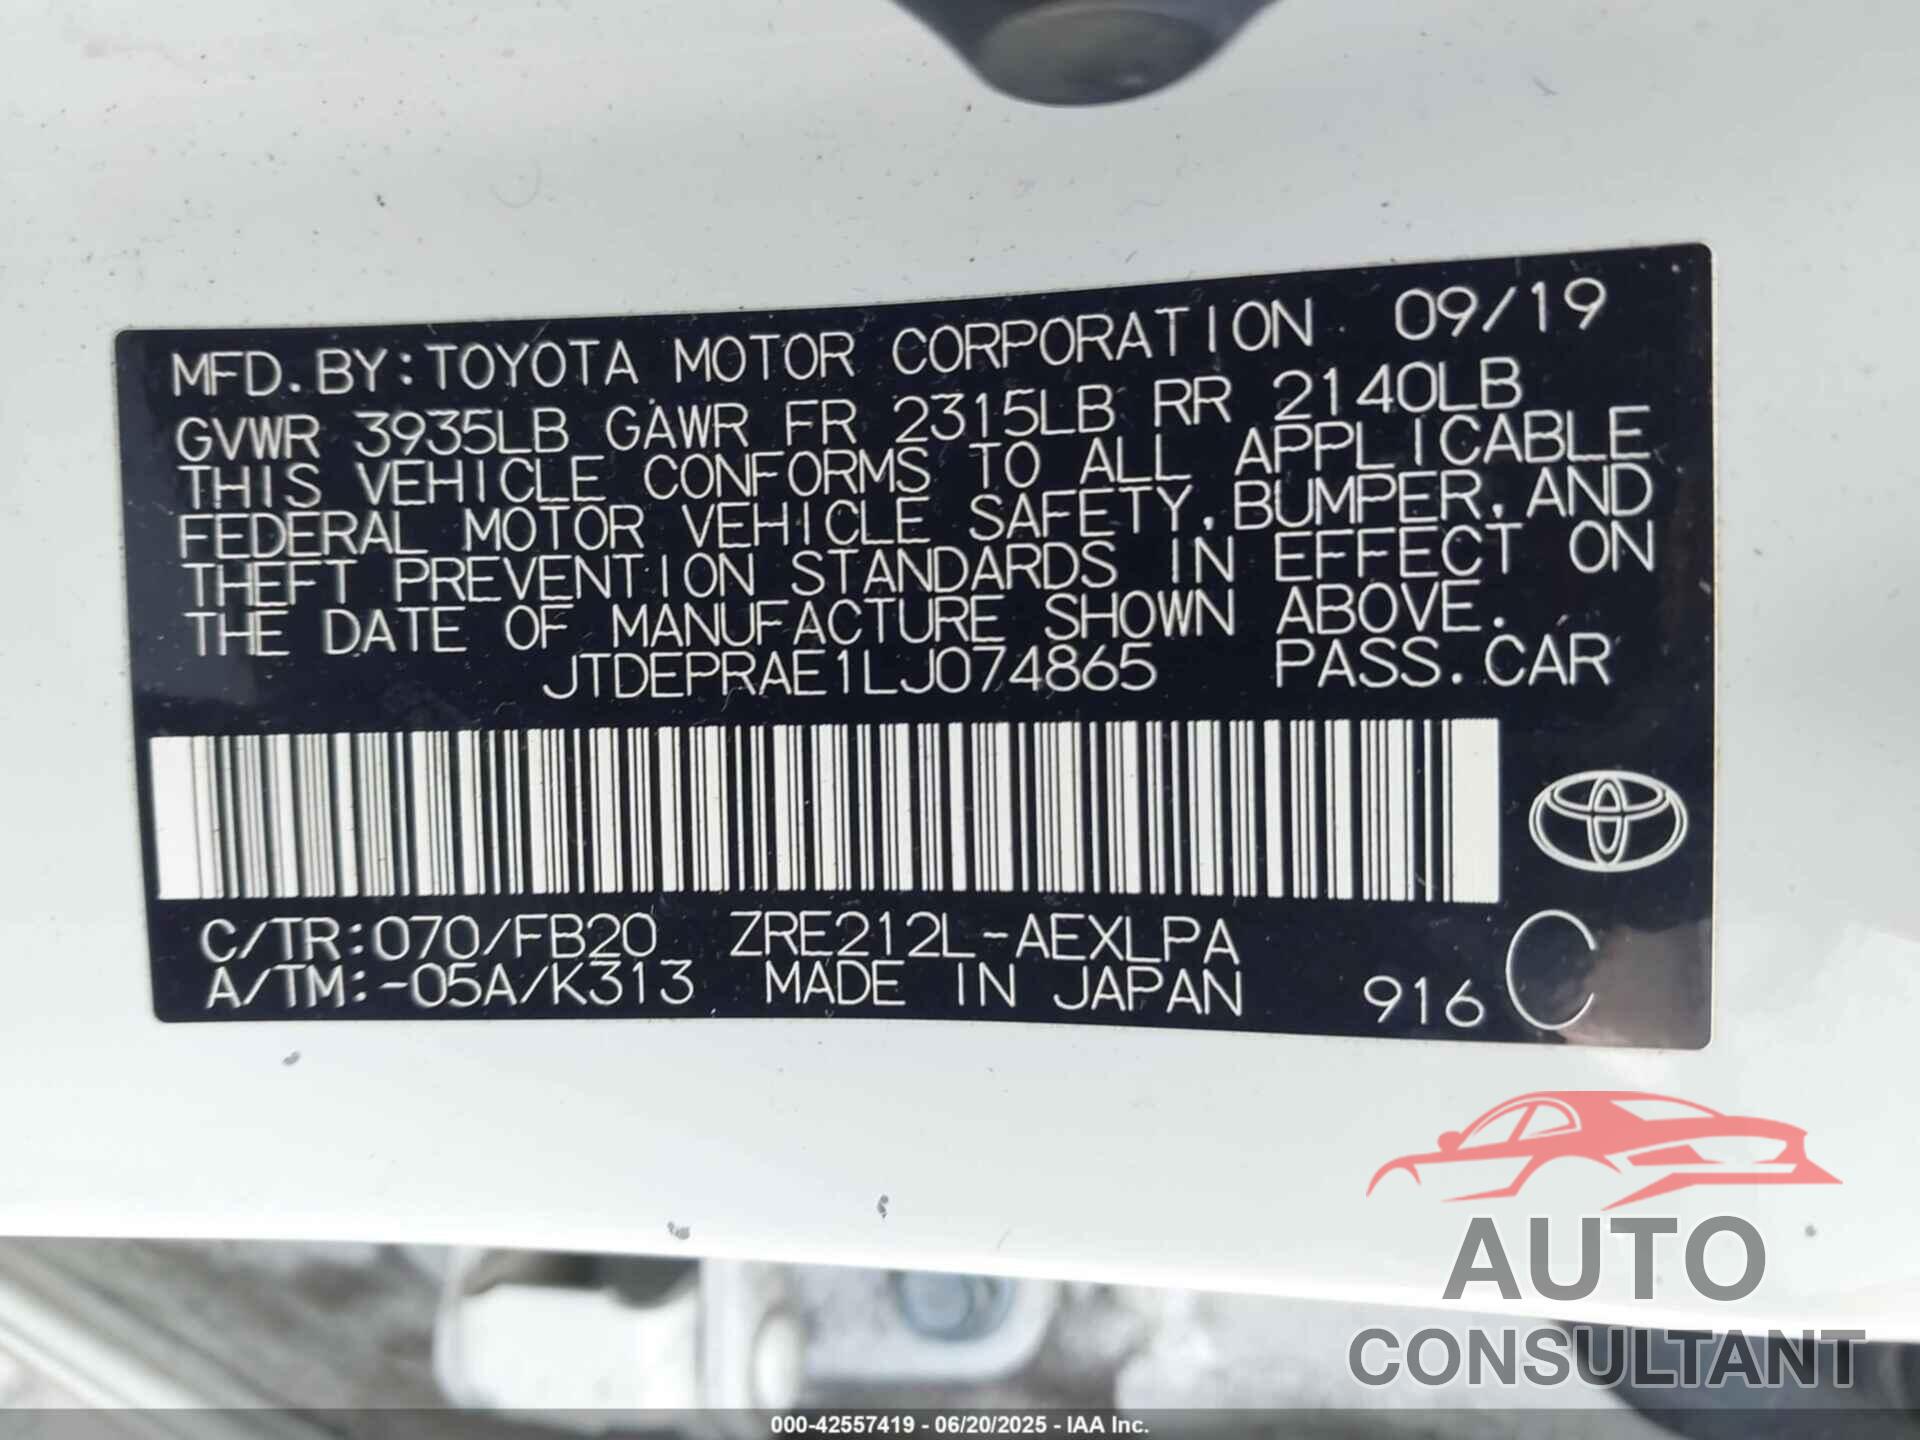 MFD.BY:TOYOTA MOTOR CORPORATION 09/19
GVWR 3935LB GAWR FR 2315LB RR 2140LB
THIS VEHICLE CONFORMS TO ALL APPLICABLE
FEDERAL MOTOR VEHICLE SAFETY, BUMPER, AND
THEFT PREVENTION STANDARDS IN EFFECT ON
THE DATE OF MANUFACTURE SHOWN ABOVE.
JTDEPRAE1LJ074865 PASS.CAR
C/TR:070/FB20 ZRE212L-AEXLPA
A/TM:-05A/K313 MADE IN JAPAN 916 C
AUTO
CONSULTANT
000-42557419 - 06/20/2025 - IAA Inc.